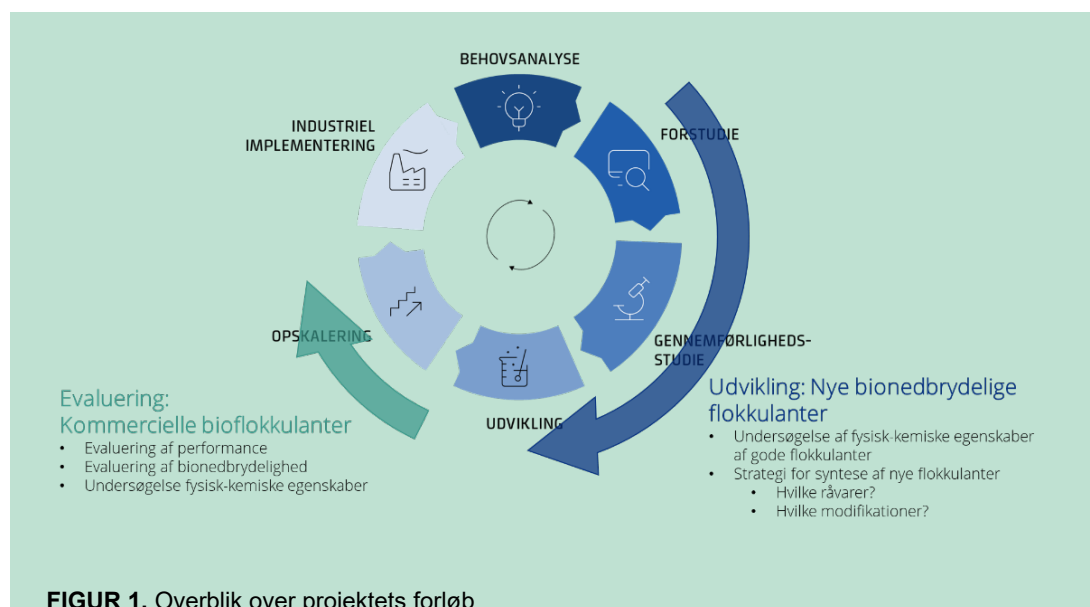 BEHOVSANALYSE
FORSTUDIE
GENNEMFØRLIGHEDS-
STUDIE
UDVIKLING
OPSKALERING
INDUSTRIEL
IMPLEMENTERING
Evaluering:
Kommercielle bioflokkulanter
• Evaluering af performance
• Evaluering af bionedbrydelighed
• Undersøgelse fysisk-kemiske egenskaber
Udvikling: Nye bionedbrydelige
flokkulanter
• Undersøgelse af fysisk-kemiske egenskaber
af gode flokkulanter
• Strategi for syntese af nye flokkulanter
• Hvilke råvarer?
• Hvilke modifikationer?
FIGUR 1. Overblik over projektets forløb